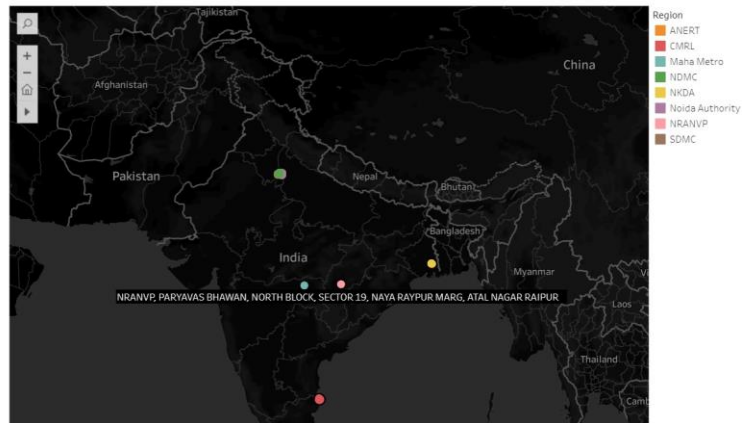 Tajikistan
Region
ANERT
CMRL
Maha Metro
NDMC
NKDA
Noida Authority
NRANVP
SDMC
China
Afghanistan
Pakistan
Nepal
Bhutan
Bangladesh
India
Myanmar
NRANVP, PARYAVAS BHAWAN, NORTH BLOCK, SECTOR 19, NAYA RAYPUR MARG, ATAL NAGAR RAIPUR
Laos
Thailand